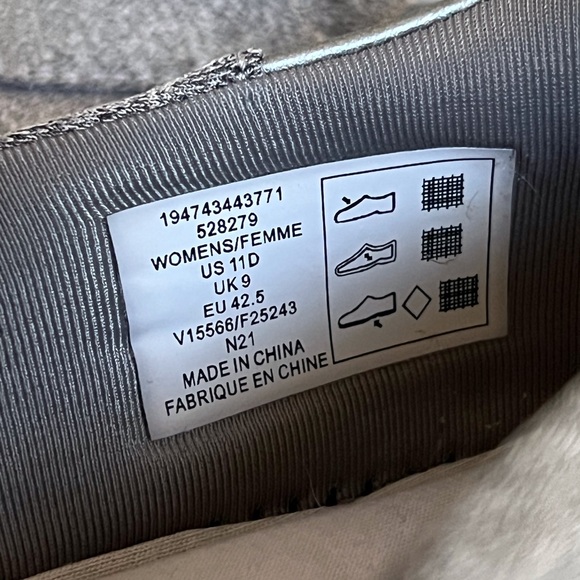 194743443771
528279
WOMENS/FEMME
US 11D
UK 9
EU 42.5
V15566/F25243
N21
MADE IN CHINA
FABRIQUE EN CHINE